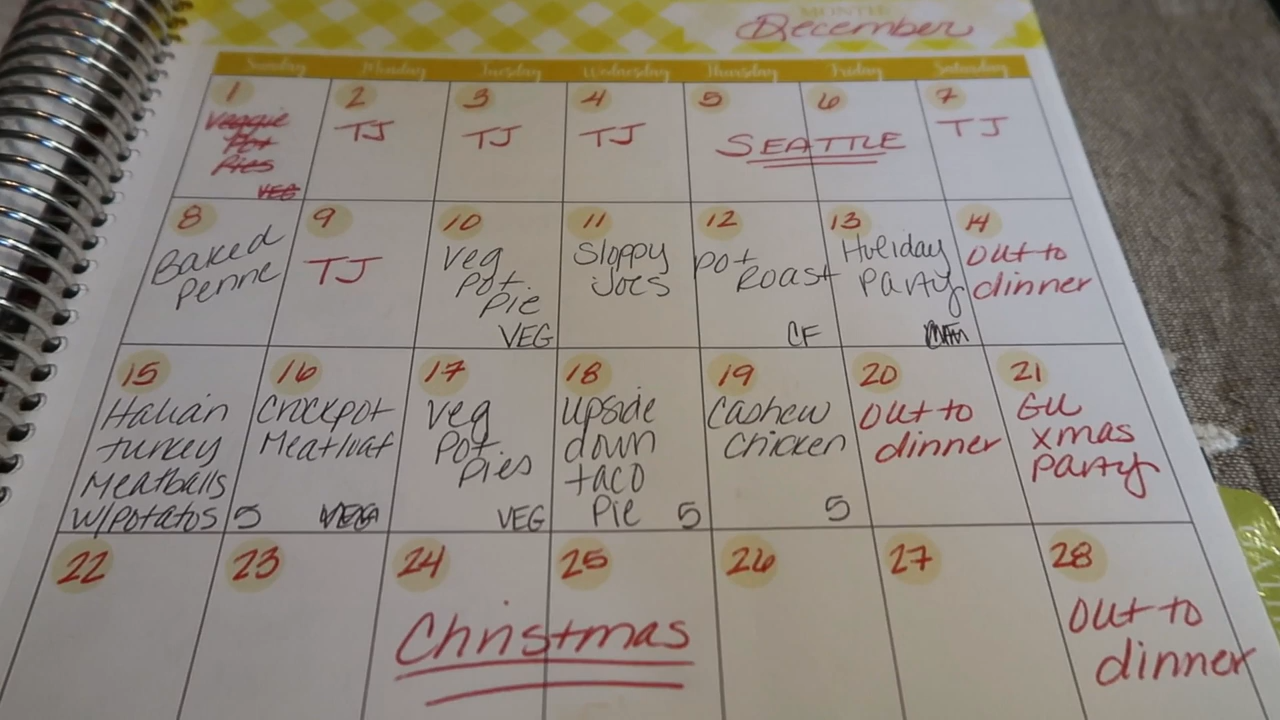 MONTH:
December
Sunday Monday Tuesday Wednesday Thursday Friday Saturday
1 2 3 4 5 6 7
Veggie
Pot
Pies
VEG
TJ
TJ
TJ
SEATTLE
TJ
8 9 10 11 12 13 14
Baked
Penne
TJ
Veg
Pot
Pie
VEG
Sloppy
Joes
Pot
Roast
CF
Holiday
Party
Out to
dinner
15 16 17 18 19 20 21
Italian
turkey
Meatballs
w/potatos
Crockpot
Meatloaf
5
Veg
Pot
Pies
VEG
upside
down
taco
Pie
5
Cashew
Chicken
5
Out to
dinner
GU
xmas
party
22 23 24 25 26 27 28
Christmas
Out to
dinner